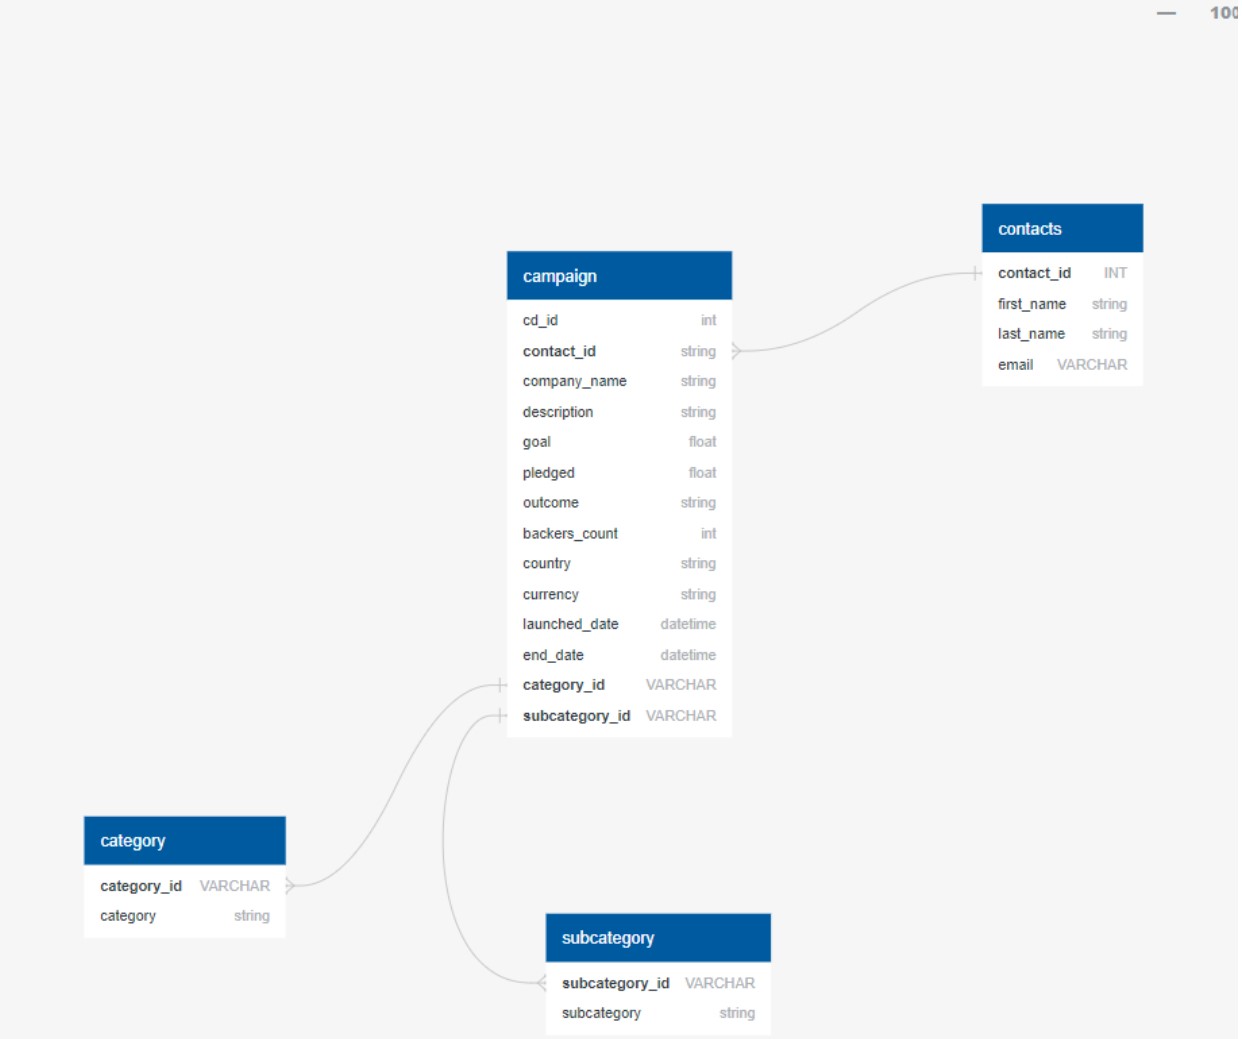 100
contacts
contact_id INT
first_name string
last_name string
email VARCHAR
campaign
cd_id int
contact_id string
company_name string
description string
goal float
pledged float
outcome string
backers_count int
country string
currency string
launched_date datetime
end_date datetime
category_id VARCHAR
subcategory_id VARCHAR
category
category_id VARCHAR
category string
subcategory
subcategory_id VARCHAR
subcategory string